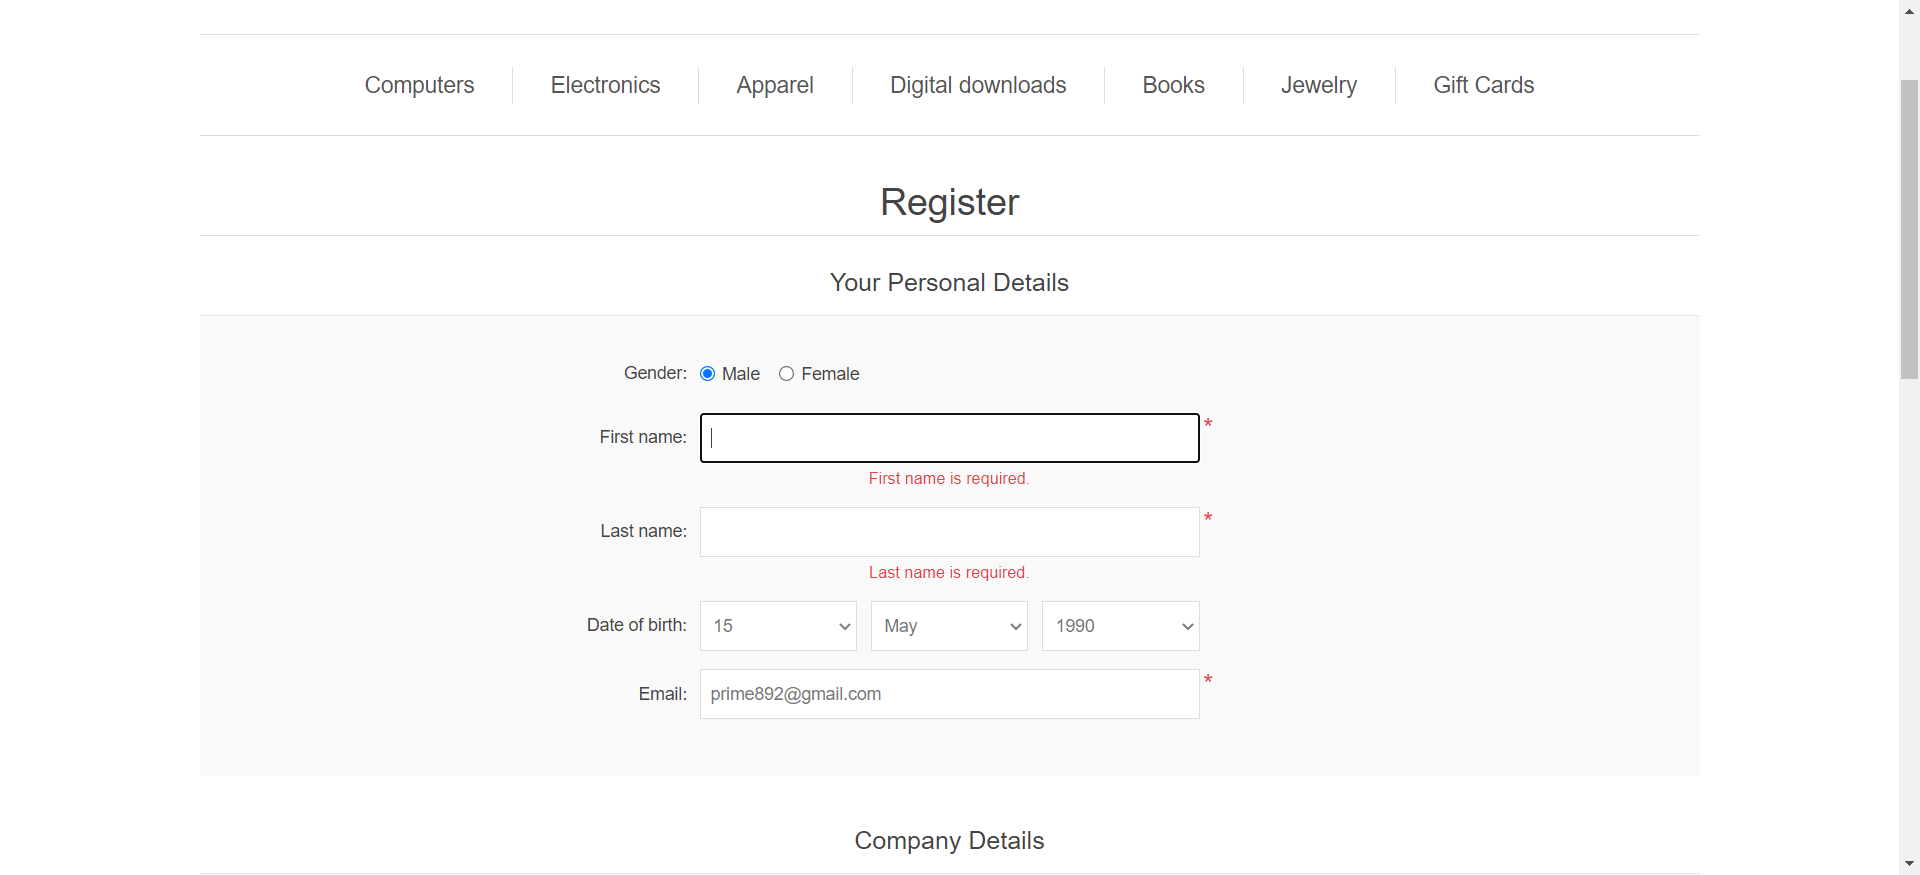 Computers Electronics Apparel Digital downloads Books Jewelry Gift Cards
Register
Your Personal Details
Gender: Male Female
First name: *
First name is required.
Last name: *
Last name is required.
Date of birth: 15 May 1990
Email: prime892@gmail.com *
Company Details